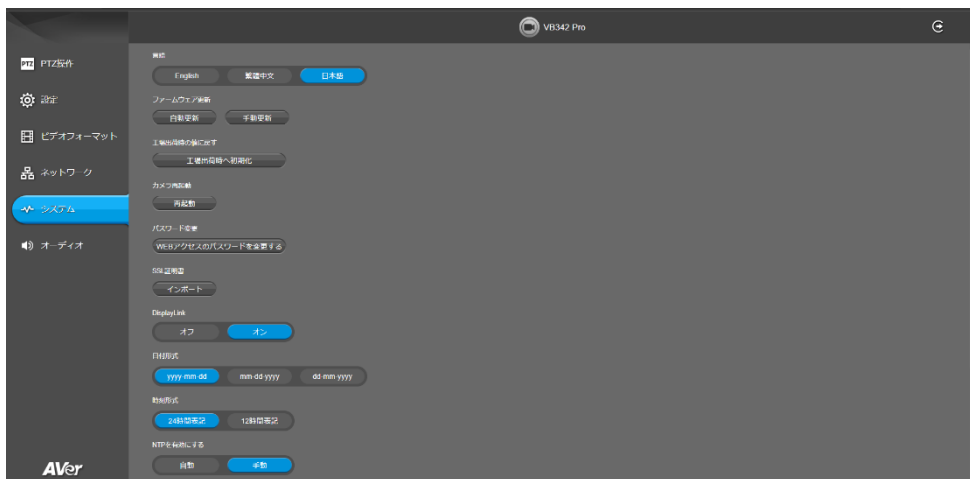 VB342 Pro
PTZ PTZ操作
設定
ビデオフォーマット
ネットワーク
システム
オーディオ
AVer
言語
English 繁體中文 日本語
ファームウェア更新
自動更新 手動更新
工場出荷時の値に戻す
工場出荷時へ初期化
カメラ再起動
再起動
パスワード変更
WEBアクセスのパスワードを変更する
SSL証明書
インポート
DisplayLink
オフ オン
日付形式
yyyy-mm-dd mm-dd-yyyy dd-mm-yyyy
時刻形式
24時間表記 12時間表記
NTPを有効にする
自動 手動